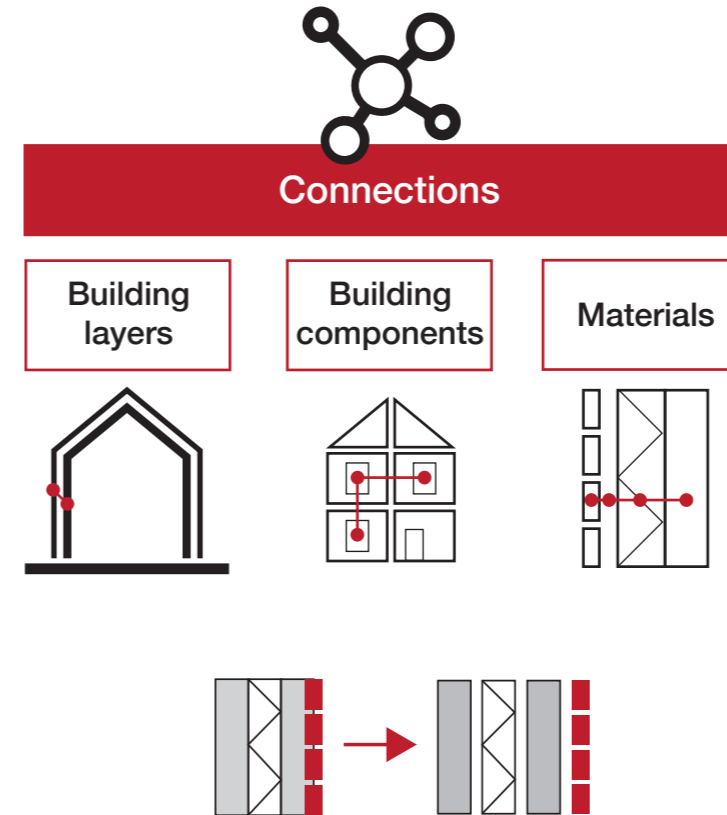 Connections
Building
layers
Building
components
Materials